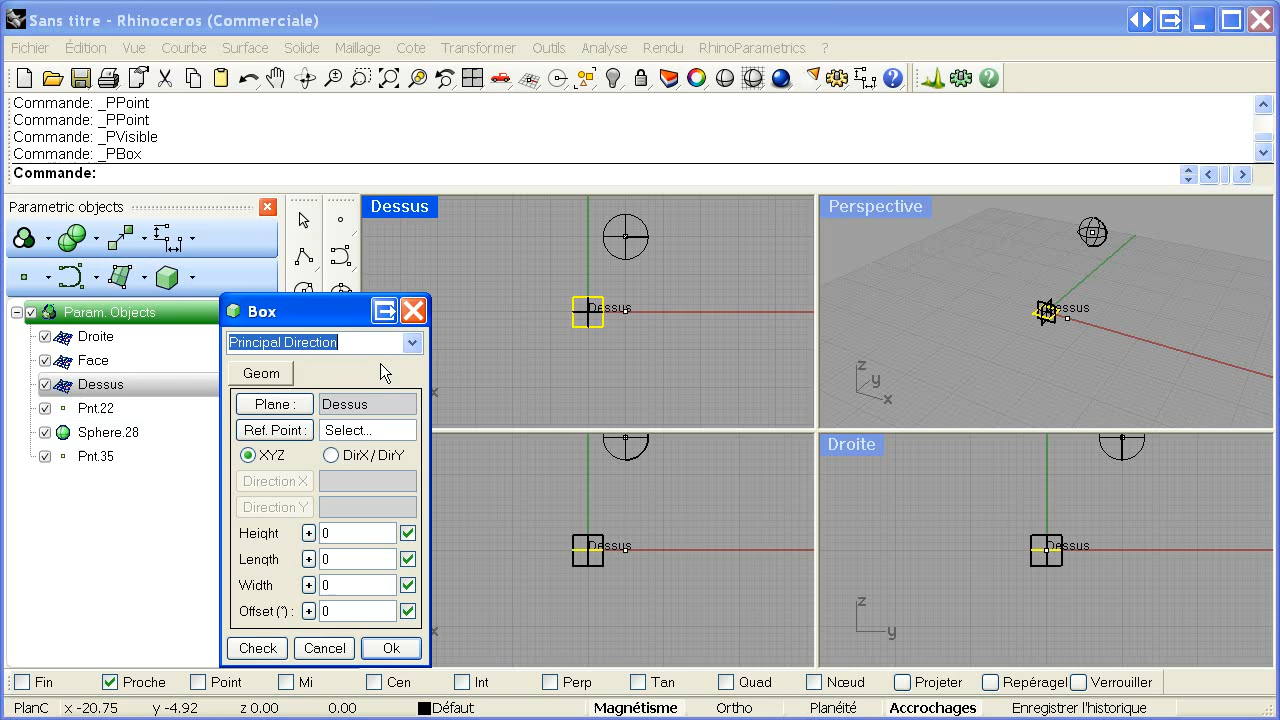 Sans titre - Rhinoceros (Commerciale)
Fichier Édition Vue Courbe Surface Solide Maillage Cote Transformer Outils Analyse Rendu RhinoParametrics ?
Commande: _PPoint
Commande: _PPoint
Commande: _PVisible
Commande: _PBox
Commande:
Parametric objects
Param. Objects
Droite
Face
Dessus
Pnt.22
Sphere.28
Pnt.35
Box
Principal Direction
Geom
Plane : Dessus
Ref. Point : Select...
XYZ DirX / DirY
Direction X
Direction Y
Height + 0
Length + 0
Width + 0
Offset (°) : + 0
Check Cancel Ok
Dessus
Dessus
x
Perspective
Dessus
z
y
x
Dessus
x
Droite
Dessus
z
y
Fin Proche Point Mi Cen Int Perp Tan Quad Nœud Projeter Repéragel Verrouiller
PlanC x -20.75 y -4.92 z 0.00 0.00 Défaut Magnétisme Ortho Planéité Accrochages Enregistrer l'historique